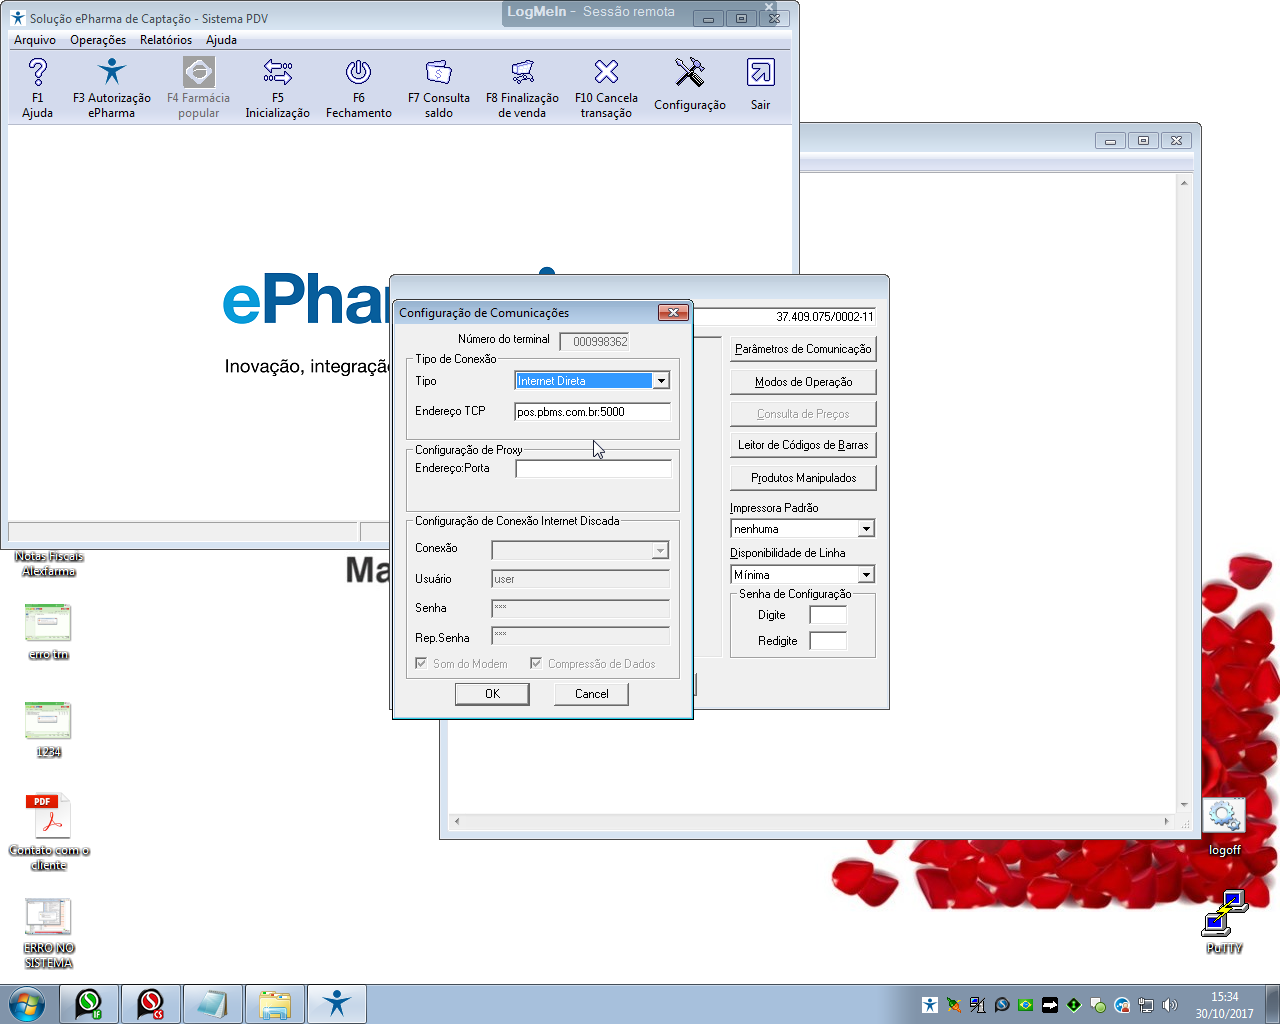 Solução ePharma de Captação - Sistema PDV
LogMeIn - Sessão remota
Arquivo Operações Relatórios Ajuda
F1 Ajuda
F3 Autorização ePharma
F4 Farmácia popular
F5 Inicialização
F6 Fechamento
F7 Consulta saldo
F8 Finalização de venda
F10 Cancela transação
Configuração
Sair
ePhar
Inovação, integração
37.409.075/0002-11
Configuração de Comunicações
Número do terminal 000998362
Tipo de Conexão
Tipo Internet Direta
Endereço TCP pos.pbms.com.br:5000
Configuração de Proxy
Endereço:Porta
Configuração de Conexão Internet Discada
Conexão
Usuário user
Senha ***
Rep.Senha ***
Som do Modem Compressão de Dados
OK Cancel
Parâmetros de Comunicação
Modos de Operação
Consulta de Preços
Leitor de Códigos de Barras
Produtos Manipulados
Impressora Padrão
nenhuma
Disponibilidade de Linha
Mínima
Senha de Configuração
Digite
Redigite
Ma
Notas Fiscais
Alexfarma
erro trn
1234
PDF
Contato com o
cliente
ERRO NO
SISTEMA
logoff
PuTTY
IF
CS
15:34
30/10/2017